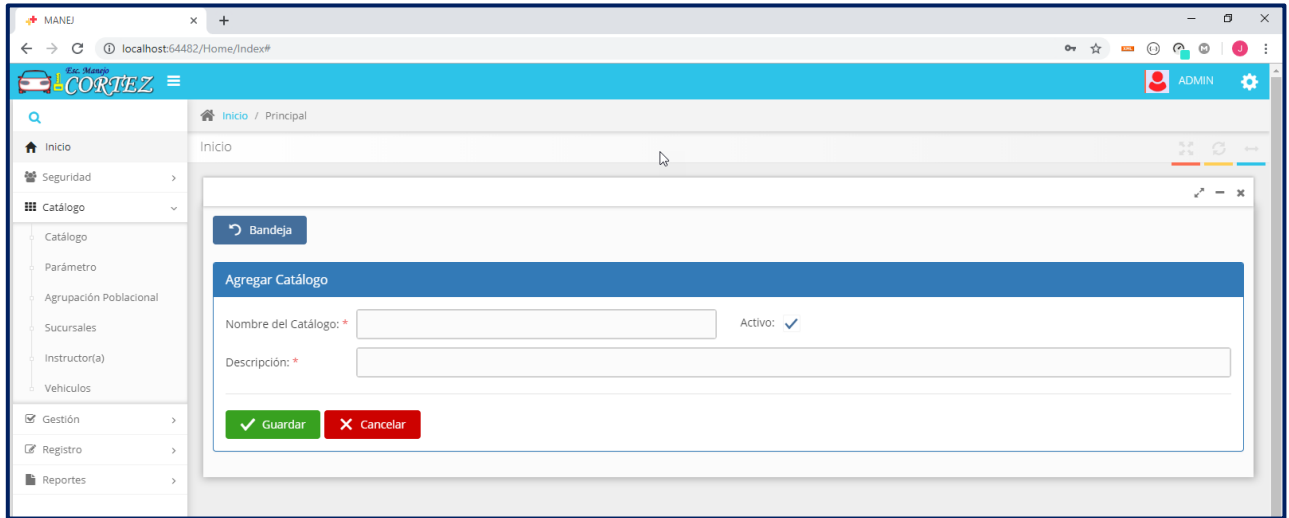 MANEJ
localhost:64482/Home/Index#
Esc. Manejo
CORTEZ
ADMIN
Inicio / Principal
Inicio
Inicio
Seguridad
Catálogo
Catálogo
Parámetro
Agrupación Poblacional
Sucursales
Instructor(a)
Vehiculos
Gestión
Registro
Reportes
Bandeja
Agregar Catálogo
Nombre del Catálogo: *
Activo:
Descripción: *
Guardar
Cancelar